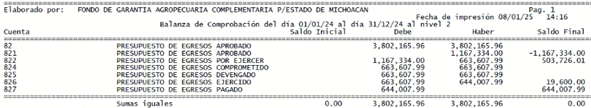 Elaborado por: FONDO DE GARANTIA AGROPECUARIA COMPLEMENTARIA P/ESTADO DE MICHOACAN Pag. 1
Fecha de impresión 08/01/25 14:16
Balanza de Comprobación del día 01/01/24 al día 31/12/24 al nivel 2
Cuenta Saldo Inicial Debe Haber Saldo Final
82 PRESUPUESTO DE EGRESOS APROBADO 3,802,165.96 3,802,165.96
821 PRESUPUESTO DE EGRESOS APROBADO 1,167,334.00 -1,167,334.00
822 PRESUPUESTO DE EGRESOS POR EJERCER 1,167,334.00 663,607.99 503,726.01
824 PRESUPUESTO DE EGRESOS COMPROMETIDO 663,607.99 663,607.99
825 PRESUPUESTO DE EGRESOS DEVENGADO 663,607.99 663,607.99
826 PRESUPUESTO DE EGRESOS EJERCIDO 663,607.99 644,007.99 19,600.00
827 PRESUPUESTO DE EGRESOS PAGADO 644,007.99 644,007.99
Sumas iguales 0.00 3,802,165.96 3,802,165.96 0.00